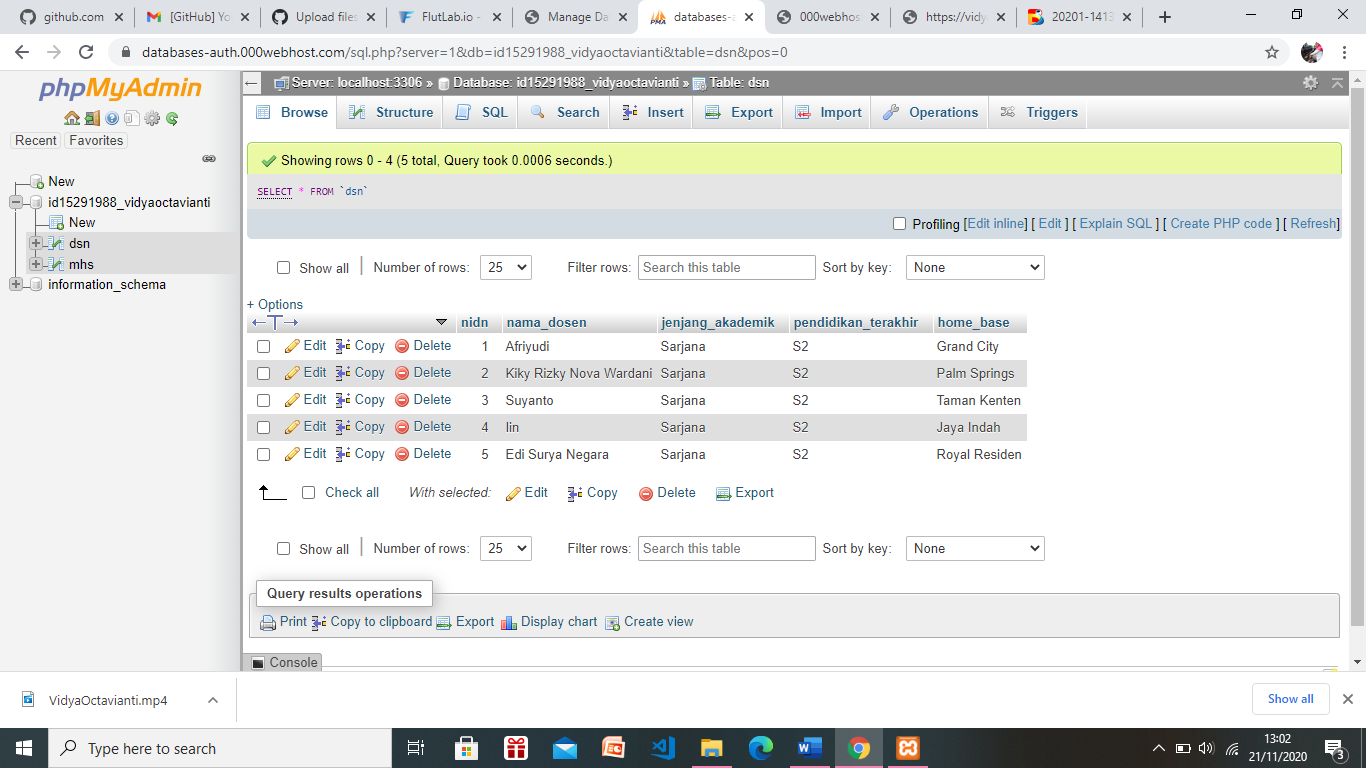 github.com
[GitHub] Yo
Upload files
FlutLab.io -
Manage Da
databases-a
000webhos
https://vidy
20201-1413
databases-auth.000webhost.com/sql.php?server=1&db=id15291988_vidyaoctavianti&table=dsn&pos=0
phpMyAdmin
Recent Favorites
New
id15291988_vidyaoctavianti
New
dsn
mhs
information_schema
Server: localhost:3306 » Database: id15291988_vidyaoctavianti » Table: dsn
Browse Structure SQL Search Insert Export Import Operations Triggers
Showing rows 0 - 4 (5 total, Query took 0.0006 seconds.)
SELECT * FROM `dsn`
Profiling [Edit inline] [ Edit ] [ Explain SQL ] [ Create PHP code ] [ Refresh]
Show all | Number of rows: 25 Filter rows: Search this table Sort by key: None
+ Options
←T→ nidn nama_dosen jenjang_akademik pendidikan_terakhir home_base
Edit Copy Delete 1 Afriyudi Sarjana S2 Grand City
Edit Copy Delete 2 Kiky Rizky Nova Wardani Sarjana S2 Palm Springs
Edit Copy Delete 3 Suyanto Sarjana S2 Taman Kenten
Edit Copy Delete 4 Iin Sarjana S2 Jaya Indah
Edit Copy Delete 5 Edi Surya Negara Sarjana S2 Royal Residen
Check all With selected: Edit Copy Delete Export
Show all | Number of rows: 25 Filter rows: Search this table Sort by key: None
Query results operations
Print Copy to clipboard Export Display chart Create view
Console
VidyaOctavianti.mp4
Show all
Type here to search
13:02
21/11/2020
3